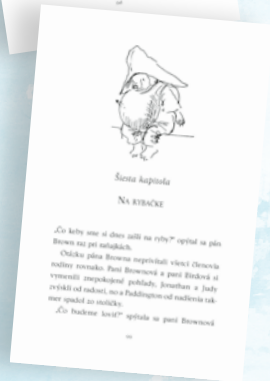 Šiesta kapitola
NA RYBAČKE
„Čo keby sme si dnes zašli na ryby?" opýtal sa pán
Brown raz pri raňajkách.
Otázku pána Browna neprivítali všetci členovia
rodiny rovnako. Pani Brownová a pani Birdová si
vymenili znepokojené pohľady, Jonathan a Judy
zvýskli od radosti, no a Paddington od nadšenia tak-
mer spadol zo stoličky.
„Čo budeme loviť?" opýtala sa pani Brownová